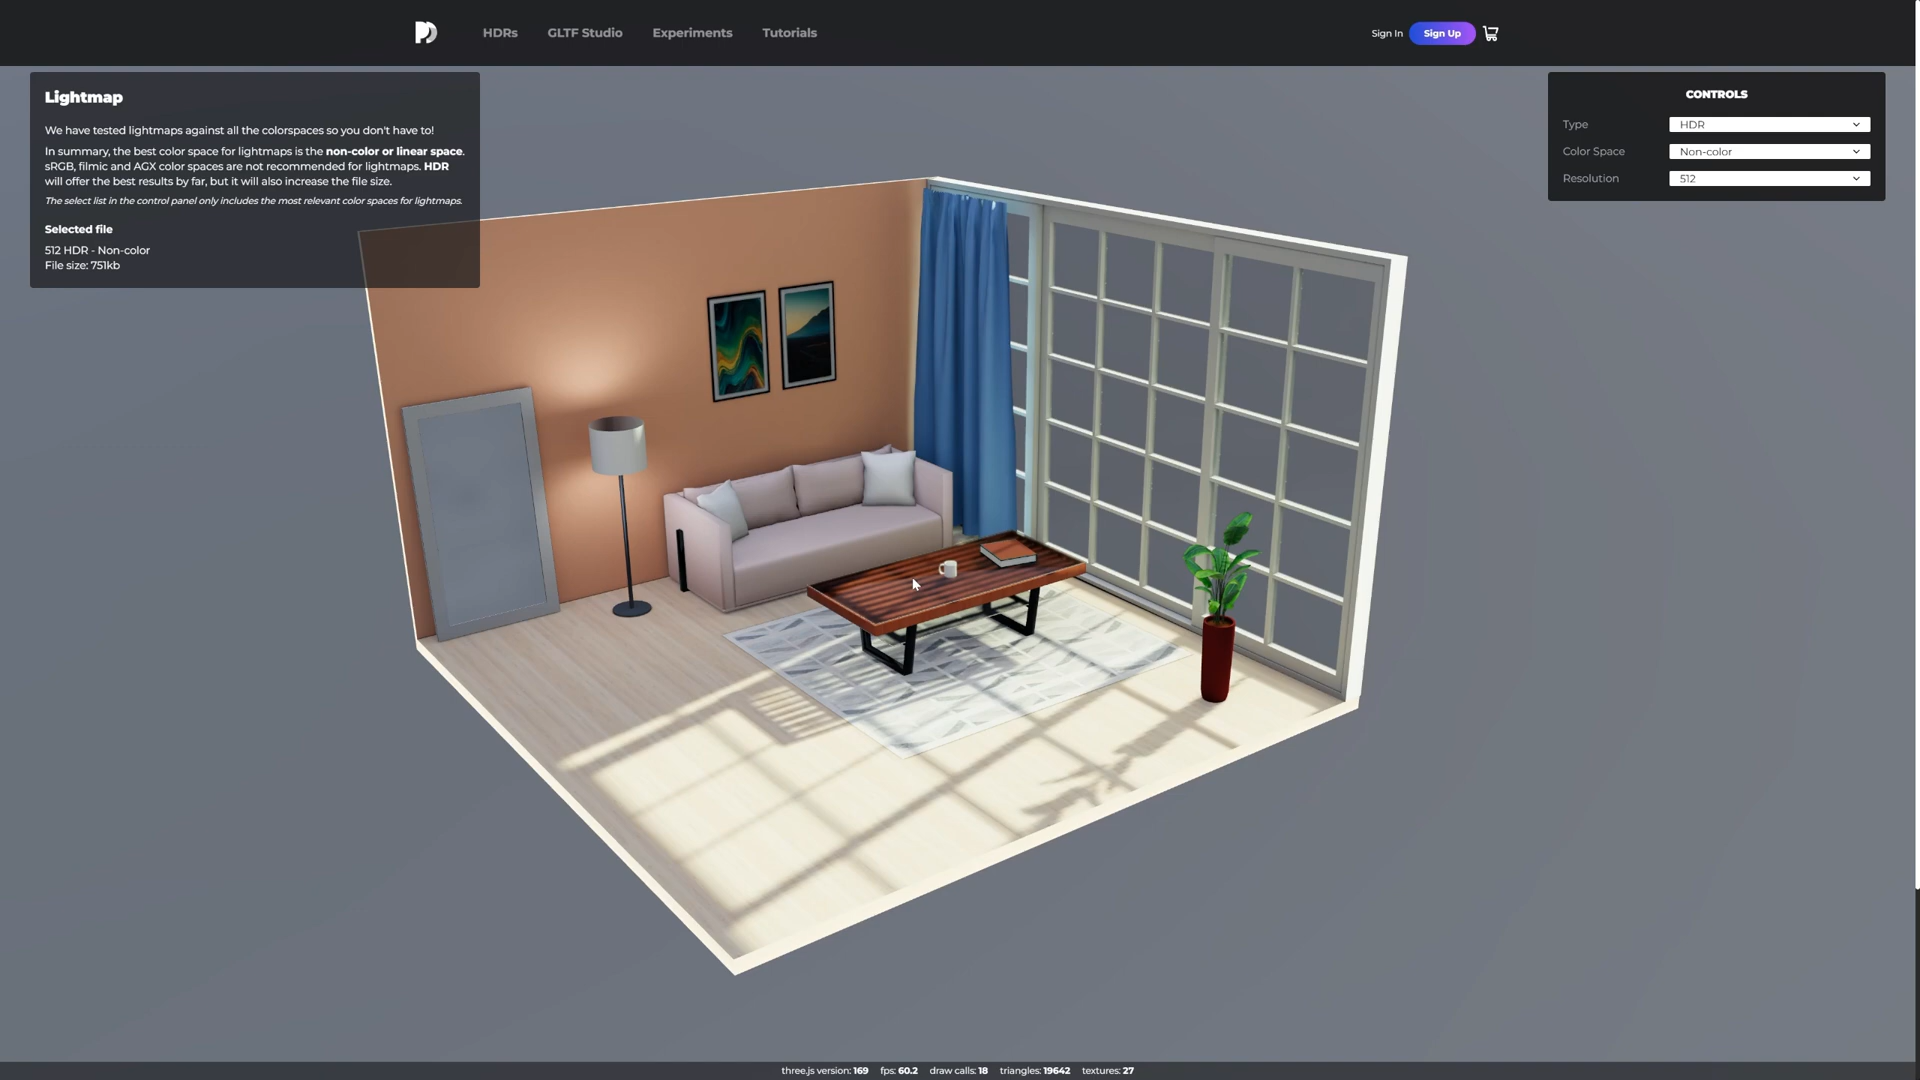 HDRs GLTF Studio Experiments Tutorials Sign In Sign Up
Lightmap
We have tested lightmaps against all the colorspaces so you don't have to!
In summary, the best color space for lightmaps is the non-color or linear space.
sRGB, filmic and AGX color spaces are not recommended for lightmaps. HDR
will offer the best results by far, but it will also increase the file size.
The select list in the control panel only includes the most relevant color spaces for lightmaps.
Selected file
512 HDR - Non-color
File size: 751kb
CONTROLS
Type HDR
Color Space Non-color
Resolution 512
three.js version: 169 fps: 60.2 draw calls: 18 triangles: 19642 textures: 27